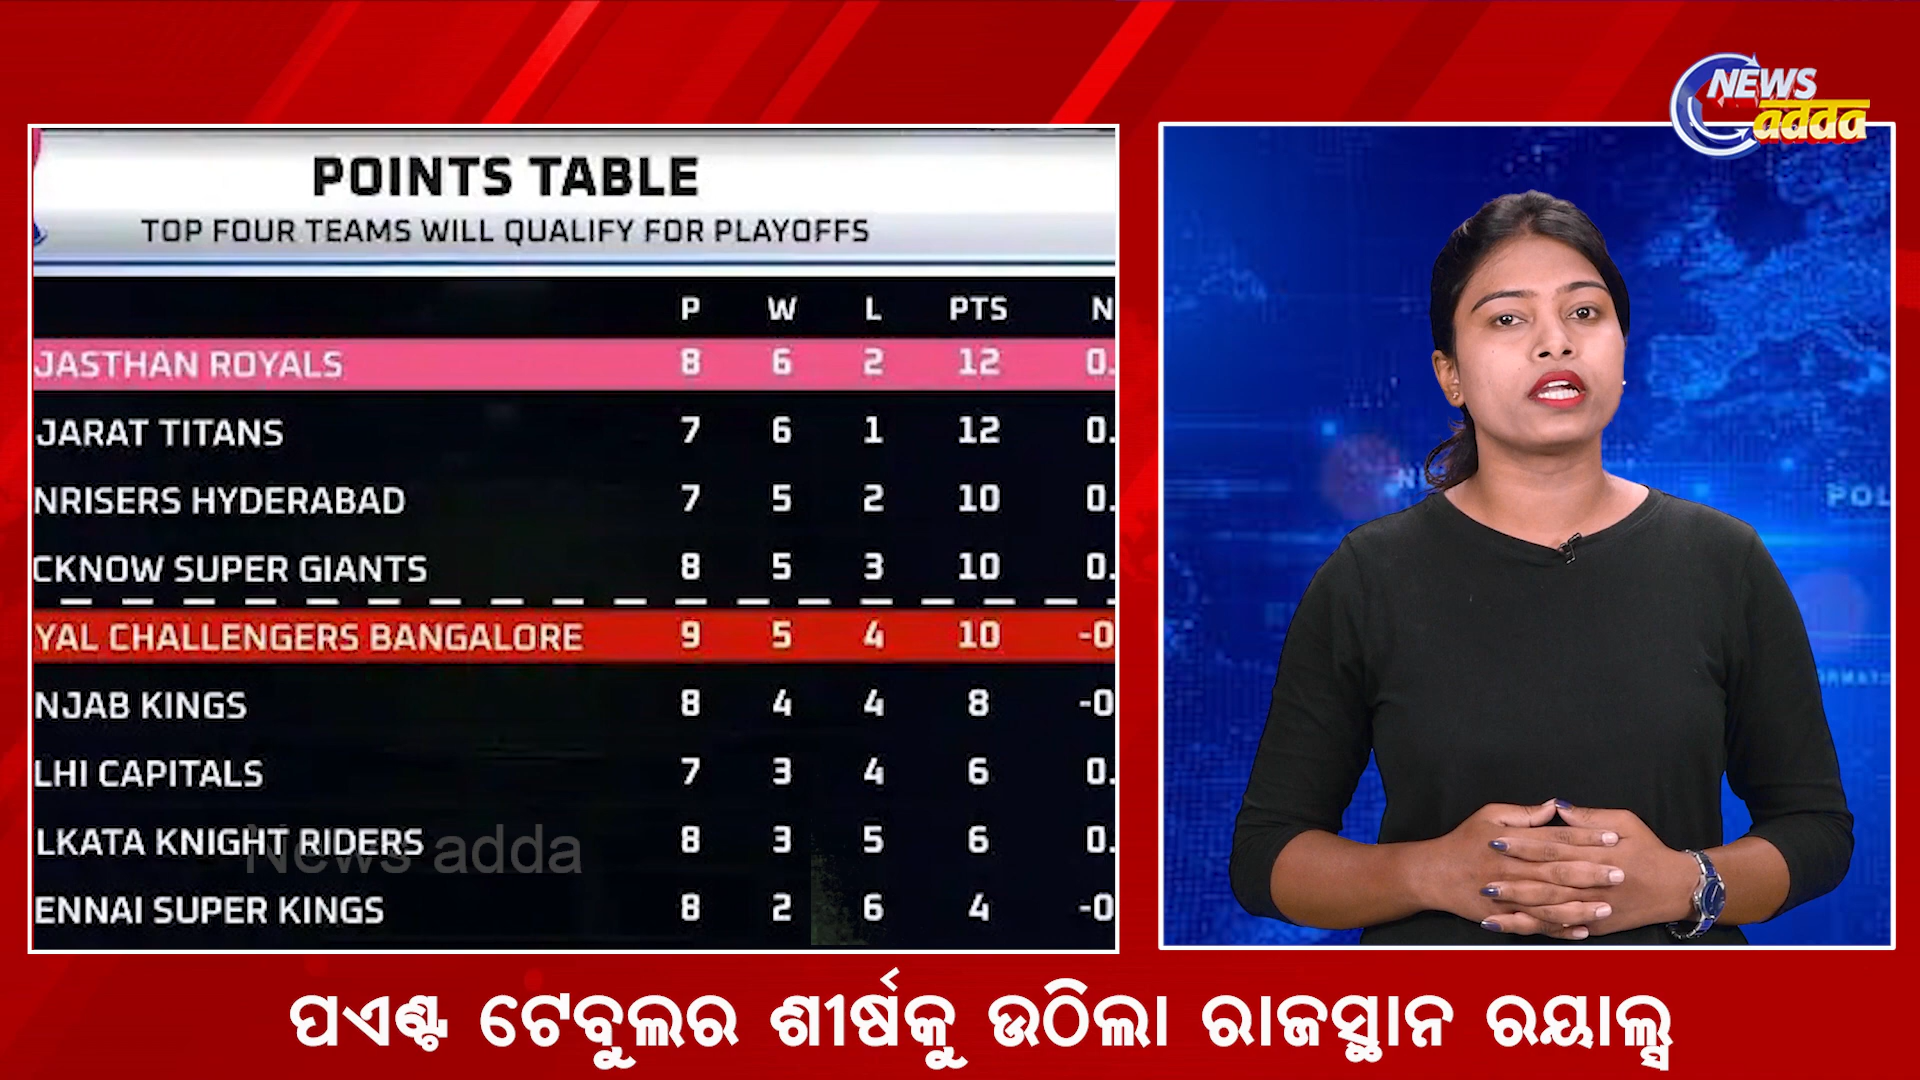 NEWS
adda
POINTS TABLE
TOP FOUR TEAMS WILL QUALIFY FOR PLAYOFFS
P W L PTS N
JASTHAN ROYALS 8 6 2 12 0.
JARAT TITANS 7 6 1 12 0.
NRISERS HYDERABAD 7 5 2 10 0.
CKNOW SUPER GIANTS 8 5 3 10 0.
YAL CHALLENGERS BANGALORE 9 5 4 10 -0
NJAB KINGS 8 4 4 8 -0
LHI CAPITALS 7 3 4 6 0.
LKATA KNIGHT RIDERS 8 3 5 6 0.
News adda
ENNAI SUPER KINGS 8 2 6 4 -0
POL
ପଏଣ୍ଟ ଟେବୁଲର ଶୀର୍ଷକୁ ଉଠିଲା ରାଜସ୍ଥାନ ରୟାଲ୍ସ